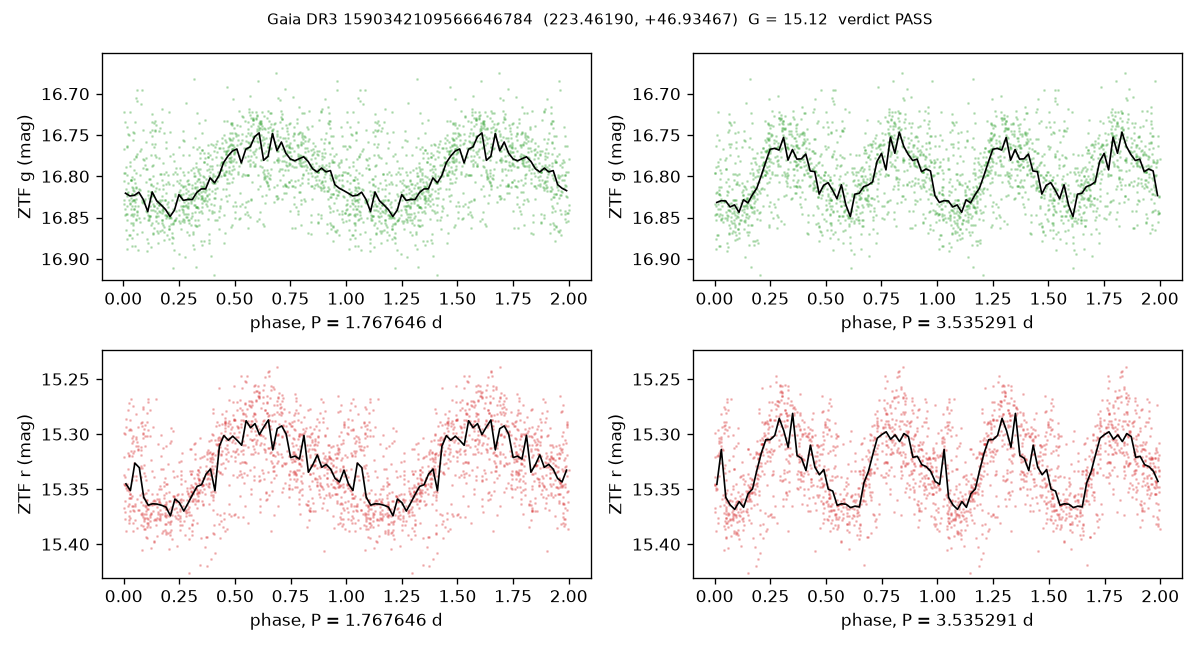 Gaia DR3 1590342109566646784  (223.46190, +46.93467)  G = 15.12  verdict PASS
ZTF g (mag)
16.70
16.75
16.80
16.85
16.90
0.00 0.25 0.50 0.75 1.00 1.25 1.50 1.75 2.00
phase, P = 1.767646 d
ZTF g (mag)
16.70
16.75
16.80
16.85
16.90
0.00 0.25 0.50 0.75 1.00 1.25 1.50 1.75 2.00
phase, P = 3.535291 d
ZTF r (mag)
15.25
15.30
15.35
15.40
0.00 0.25 0.50 0.75 1.00 1.25 1.50 1.75 2.00
phase, P = 1.767646 d
ZTF r (mag)
15.25
15.30
15.35
15.40
0.00 0.25 0.50 0.75 1.00 1.25 1.50 1.75 2.00
phase, P = 3.535291 d